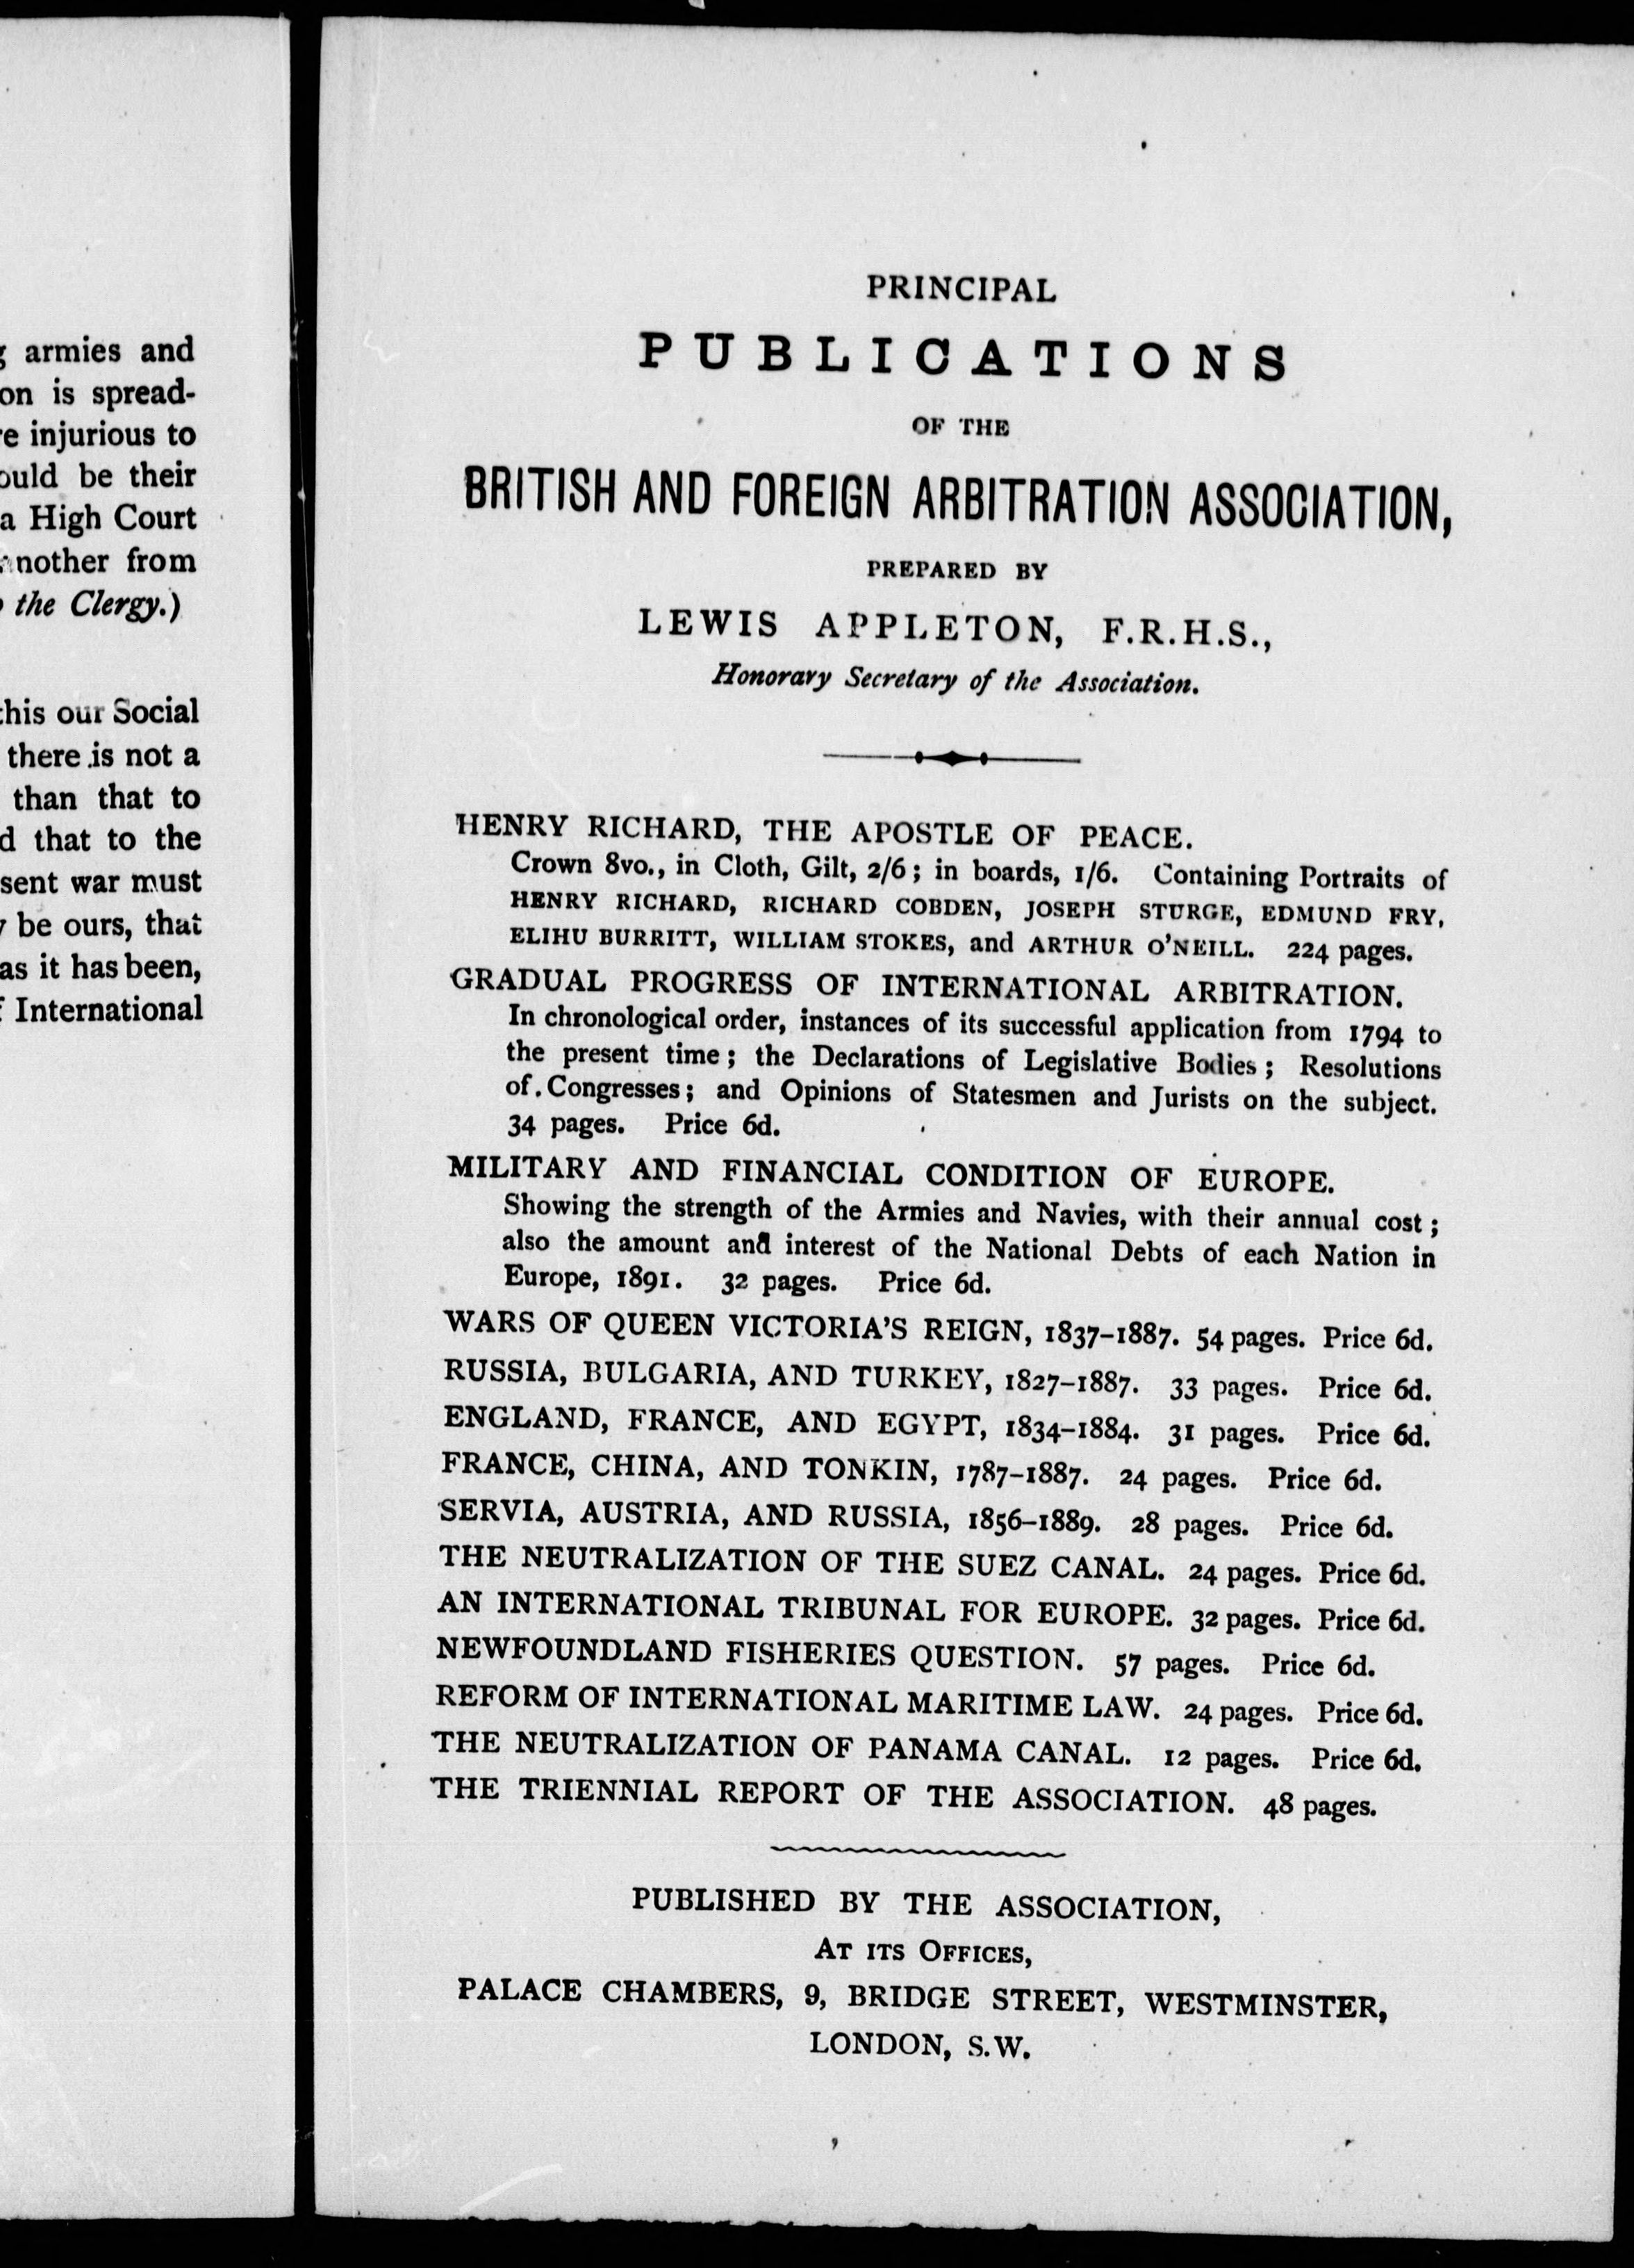 armies and
on is spread-
re injurious to
ould be their
a High Court
nother from
the Clergy.)
this our Social
there is not a
than that to
d that to the
sent war must
y be ours, that
as it has been,
f International
PRINCIPAL
PUBLICATIONS
OF THE
BRITISH AND FOREIGN ARBITRATION ASSOCIATION,
PREPARED BY
LEWIS APPLETON, F.R.H.S.,
Honorary Secretary of the Association.
HENRY RICHARD, THE APOSTLE OF PEACE.
Crown 8vo., in Cloth, Gilt, 2/6; in boards, 1/6. Containing Portraits of
HENRY RICHARD, RICHARD COBDEN, JOSEPH STURGE, EDMUND FRY,
ELIHU BURRITT, WILLIAM STOKES, and ARTHUR O'NEILL. 224 pages.
GRADUAL PROGRESS OF INTERNATIONAL ARBITRATION.
In chronological order, instances of its successful application from 1794 to
the present time; the Declarations of Legislative Bodies; Resolutions
of Congresses; and Opinions of Statesmen and Jurists on the subject.
34 pages. Price 6d.
MILITARY AND FINANCIAL CONDITION OF EUROPE.
Showing the strength of the Armies and Navies, with their annual cost;
also the amount and interest of the National Debts of each Nation in
Europe, 1891. 32 pages. Price 6d.
WARS OF QUEEN VICTORIA'S REIGN, 1837-1887. 54 pages. Price 6d.
RUSSIA, BULGARIA, AND TURKEY, 1827-1887. 33 pages. Price 6d.
ENGLAND, FRANCE, AND EGYPT, 1834-1884. 31 pages. Price 6d.
FRANCE, CHINA, AND TONKIN, 1787-1887. 24 pages. Price 6d.
SERVIA, AUSTRIA, AND RUSSIA, 1856-1889. 28 pages. Price 6d.
THE NEUTRALIZATION OF THE SUEZ CANAL. 24 pages. Price 6d.
AN INTERNATIONAL TRIBUNAL FOR EUROPE. 32 pages. Price 6d.
NEWFOUNDLAND FISHERIES QUESTION. 57 pages. Price 6d.
REFORM OF INTERNATIONAL MARITIME LAW. 24 pages. Price 6d.
THE NEUTRALIZATION OF PANAMA CANAL. 12 pages. Price 6d.
THE TRIENNIAL REPORT OF THE ASSOCIATION. 48 pages.
PUBLISHED BY THE ASSOCIATION,
AT ITS OFFICES,
PALACE CHAMBERS, 9, BRIDGE STREET, WESTMINSTER,
LONDON, S.W.